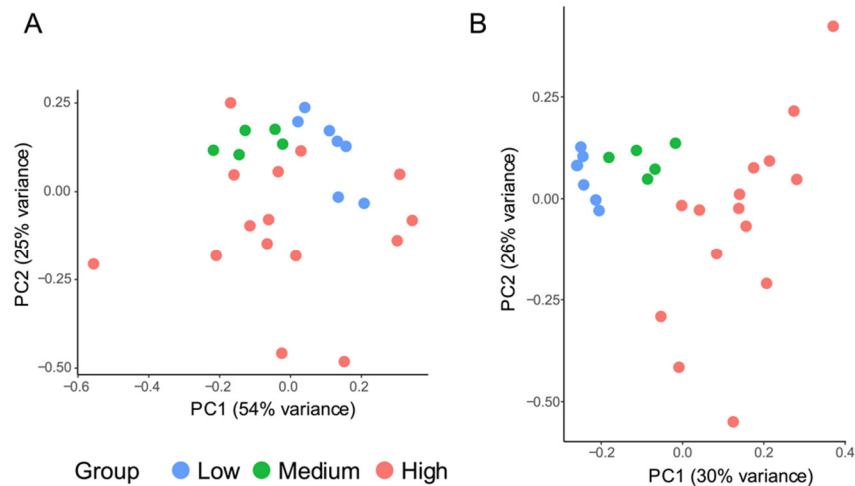 A
B
PC2 (25% variance)
0.25
0.00
−0.25
−0.50
−0.6
−0.4
−0.2
0.0
0.2
PC1 (54% variance)
PC2 (26% variance)
0.25
0.00
−0.25
−0.50
−0.2
0.0
0.2
0.4
PC1 (30% variance)
Group Low Medium High